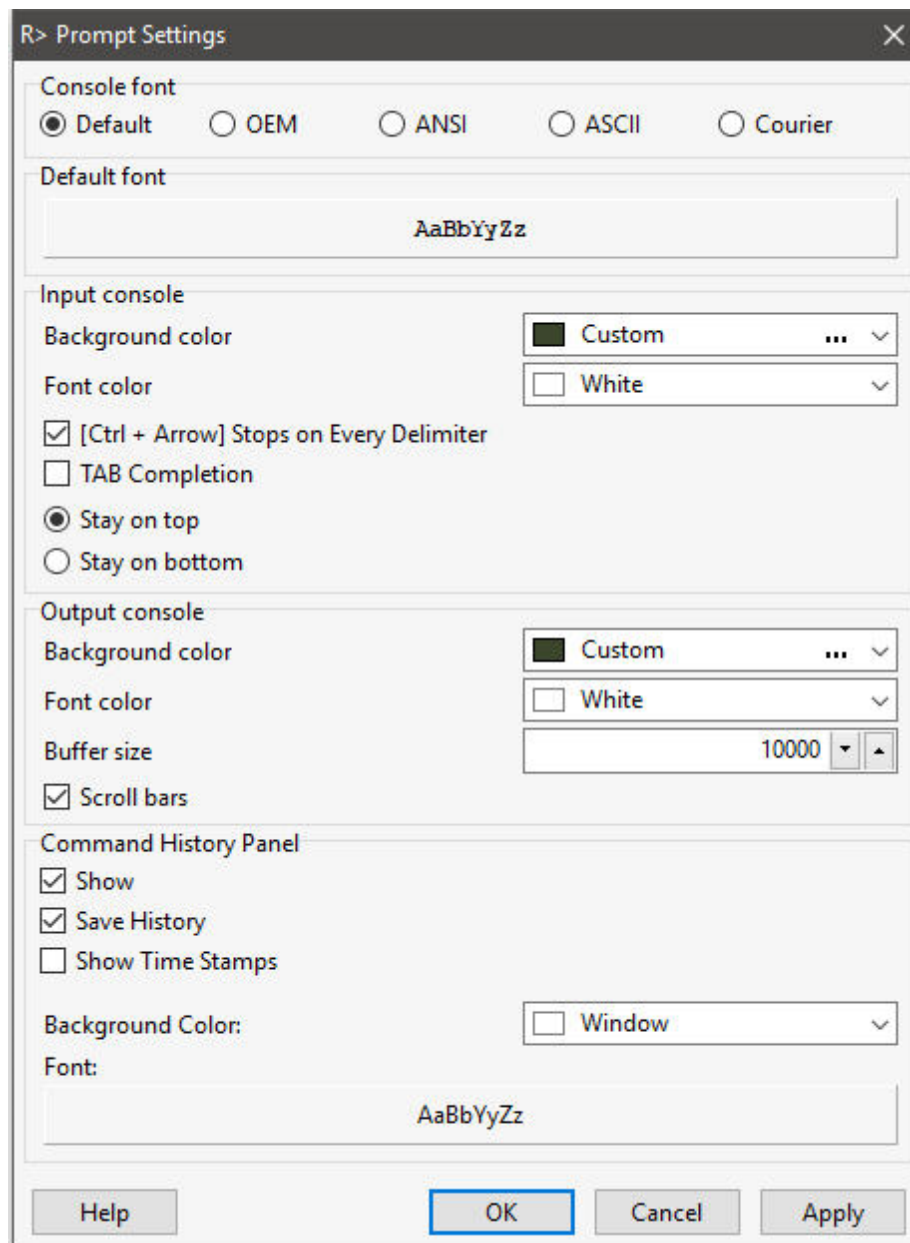 R> Prompt Settings
Console font
Default OEM ANSI ASCII Courier
Default font
AaBbYyZz
Input console
Background color Custom ...
Font color White
[Ctrl + Arrow] Stops on Every Delimiter
TAB Completion
Stay on top
Stay on bottom
Output console
Background color Custom ...
Font color White
Buffer size 10000
Scroll bars
Command History Panel
Show
Save History
Show Time Stamps
Background Color: Window
Font:
AaBbYyZz
Help OK Cancel Apply